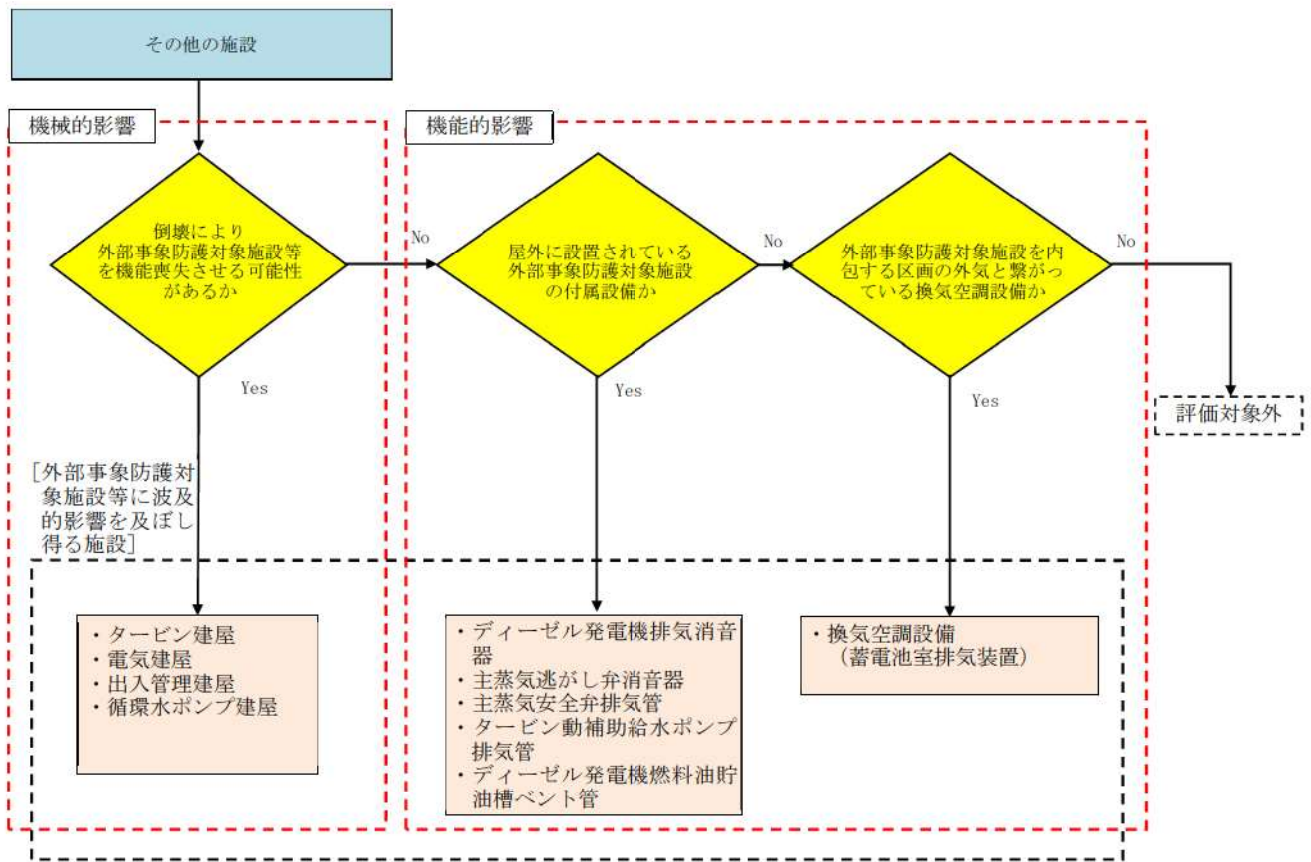 その他の施設
機械的影響
倒壊により
外部事象防護対象施設等
を機能喪失させる可能性
があるか
No
Yes
機能的影響
屋外に設置されている
外部事象防護対象施設
の付属設備か
No
Yes
外部事象防護対象施設を内
包する区画の外気と繋がっ
ている換気空調設備か
No
Yes
評価対象外
[外部事象防護対
象施設等に波及
的影響を及ぼし
得る施設]
・タービン建屋
・電気建屋
・出入管理建屋
・循環水ポンプ建屋
・ディーゼル発電機排気消音
器
・主蒸気逃がし弁消音器
・主蒸気安全弁排気管
・タービン動補助給水ポンプ
排気管
・ディーゼル発電機燃料油貯
油槽ベント管
・換気空調設備
（蓄電池室排気装置）